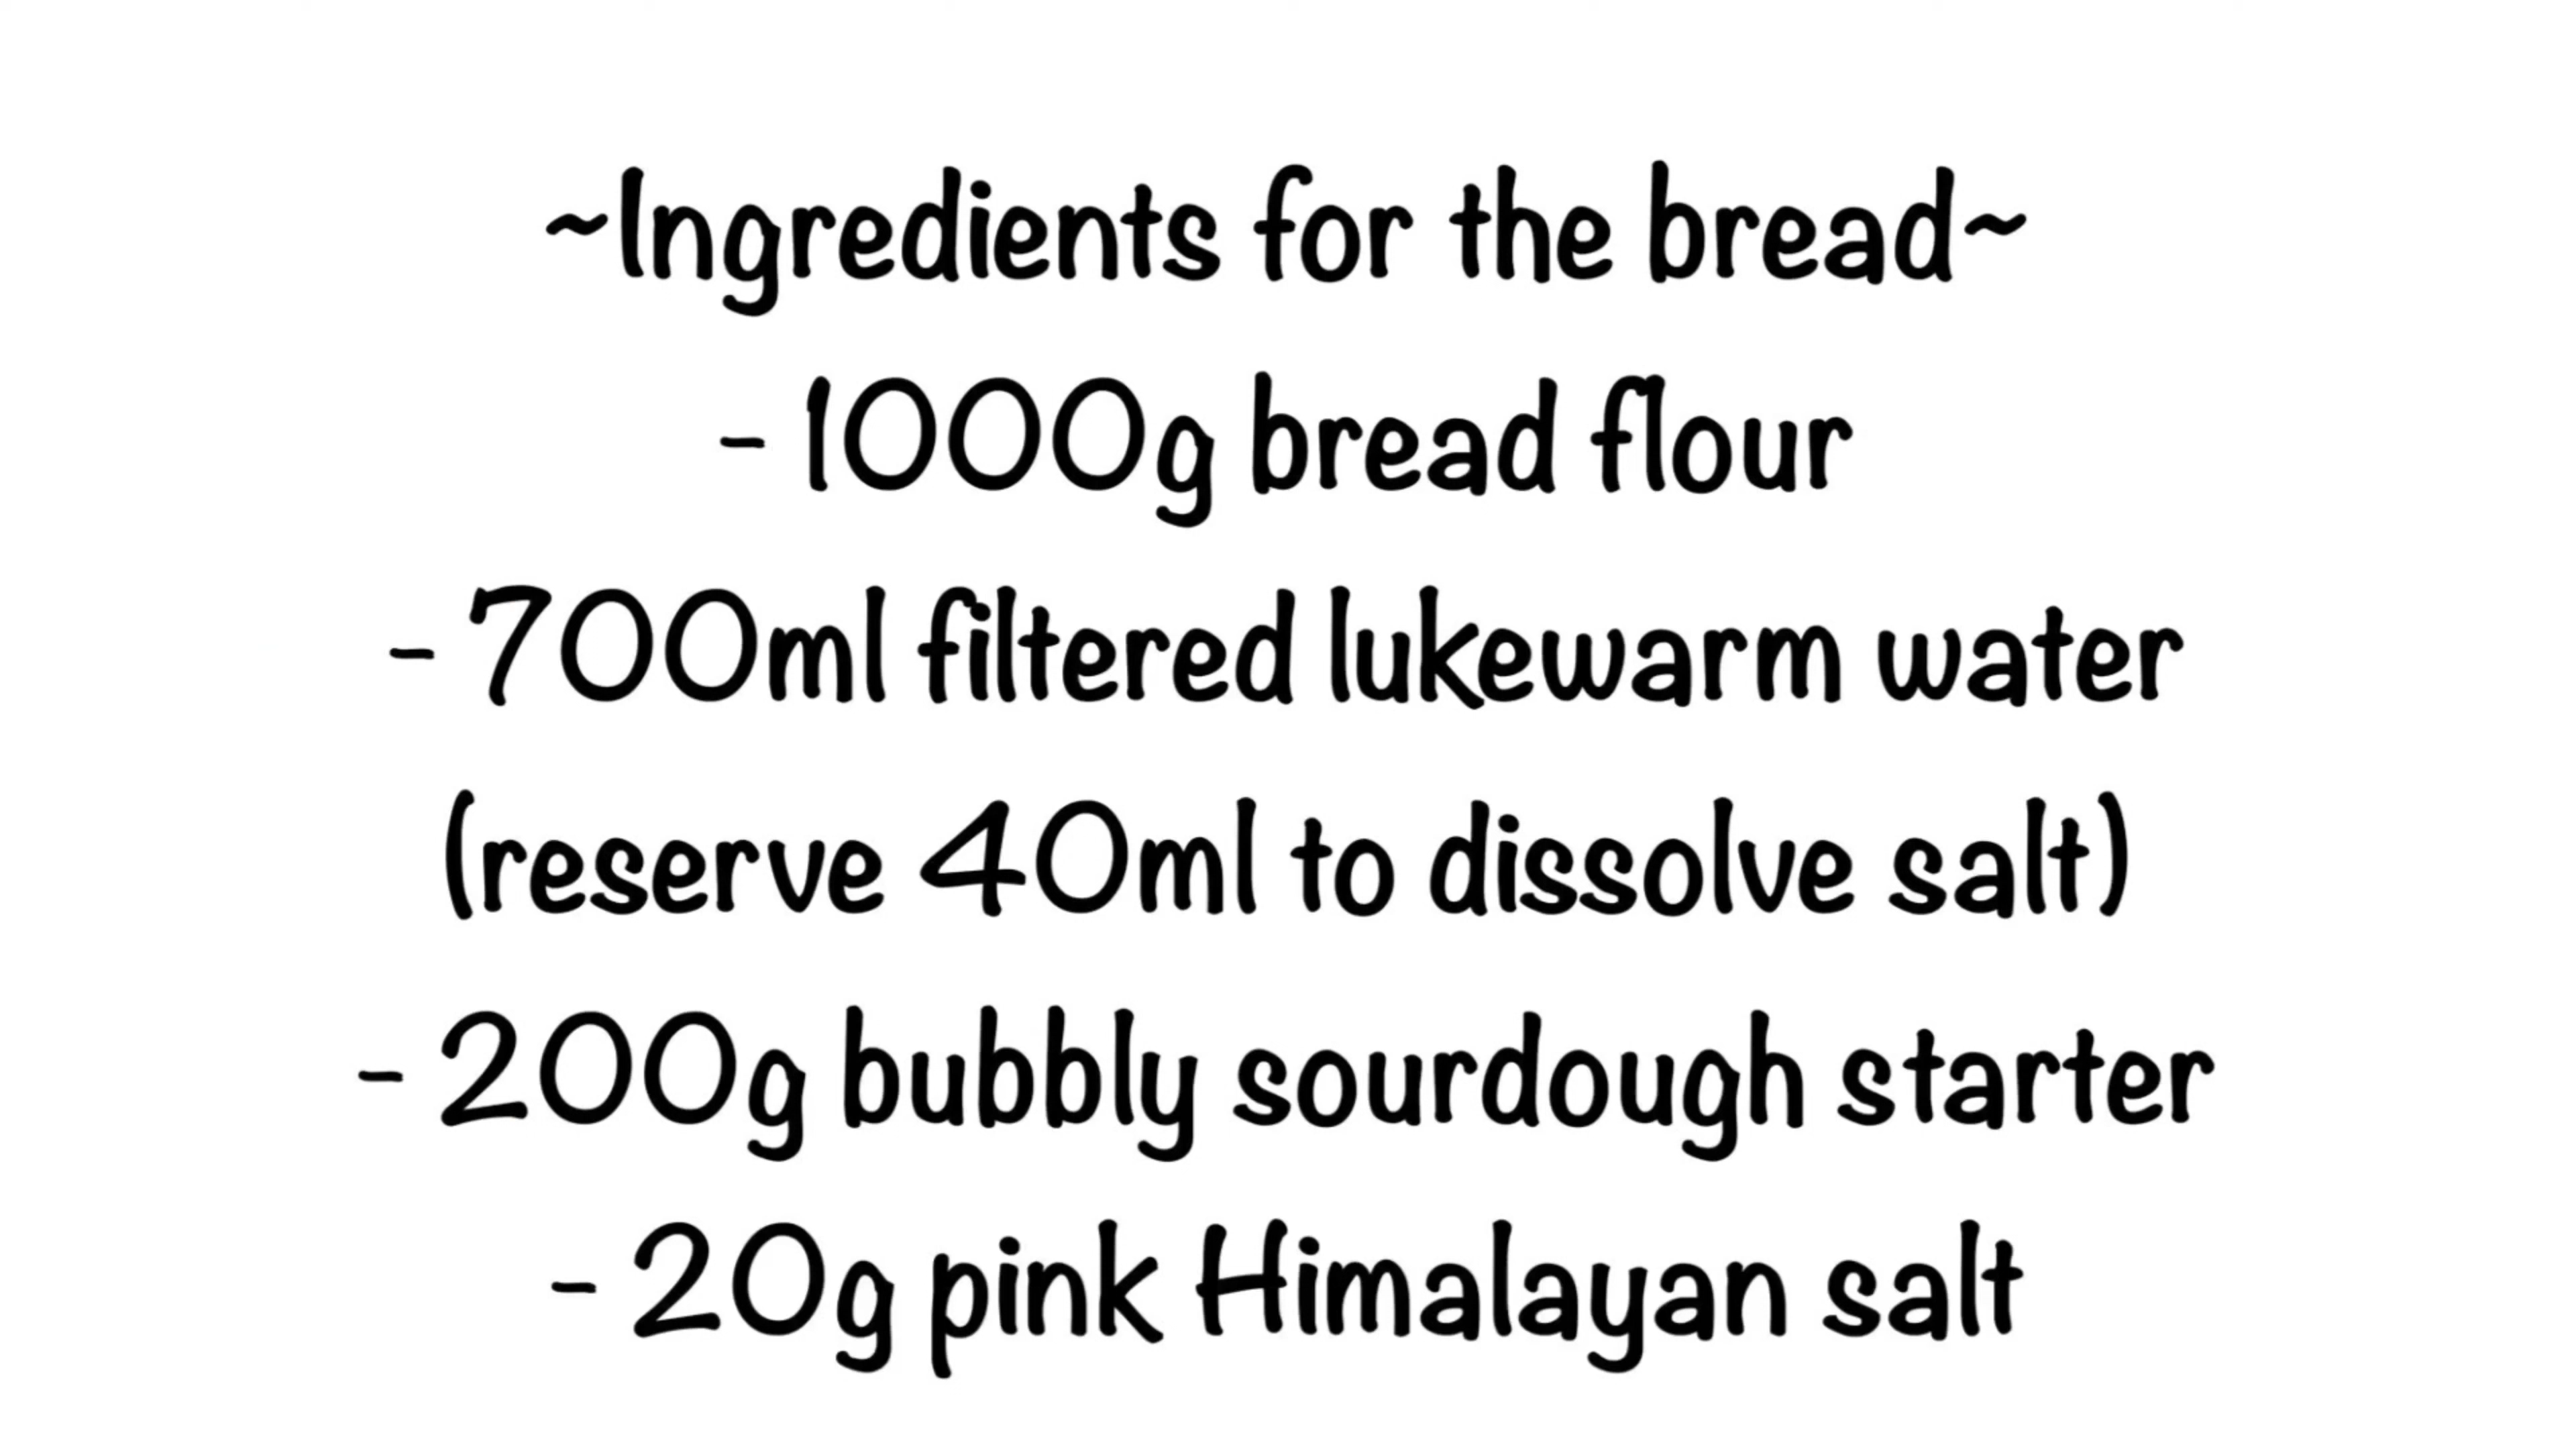 ~Ingredients for the bread~
- 1000g bread flour
- 700ml filtered lukewarm water
(reserve 40ml to dissolve salt)
- 200g bubbly sourdough starter
- 20g pink Himalayan salt